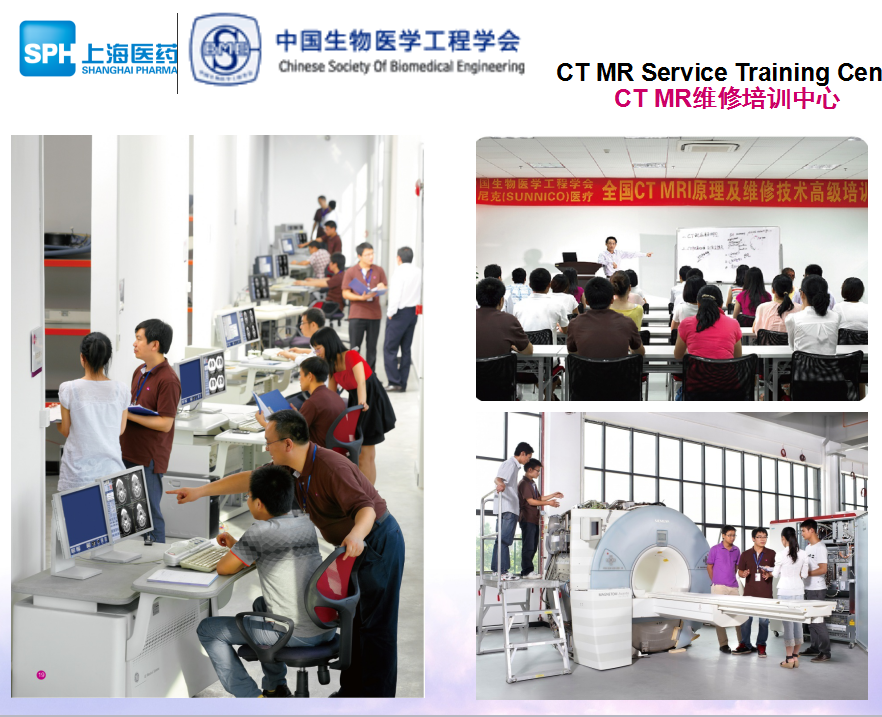 SPH
上海医药
SHANGHAI PHARMA
BME
中国生物医学工程学会
Chinese Society Of Biomedical Engineering
CT MR Service Training Cen
CT MR维修培训中心
国生物医学工程学会
尼克(SUNNICO)医疗
全国CT MRI原理及维修技术高级培训
19